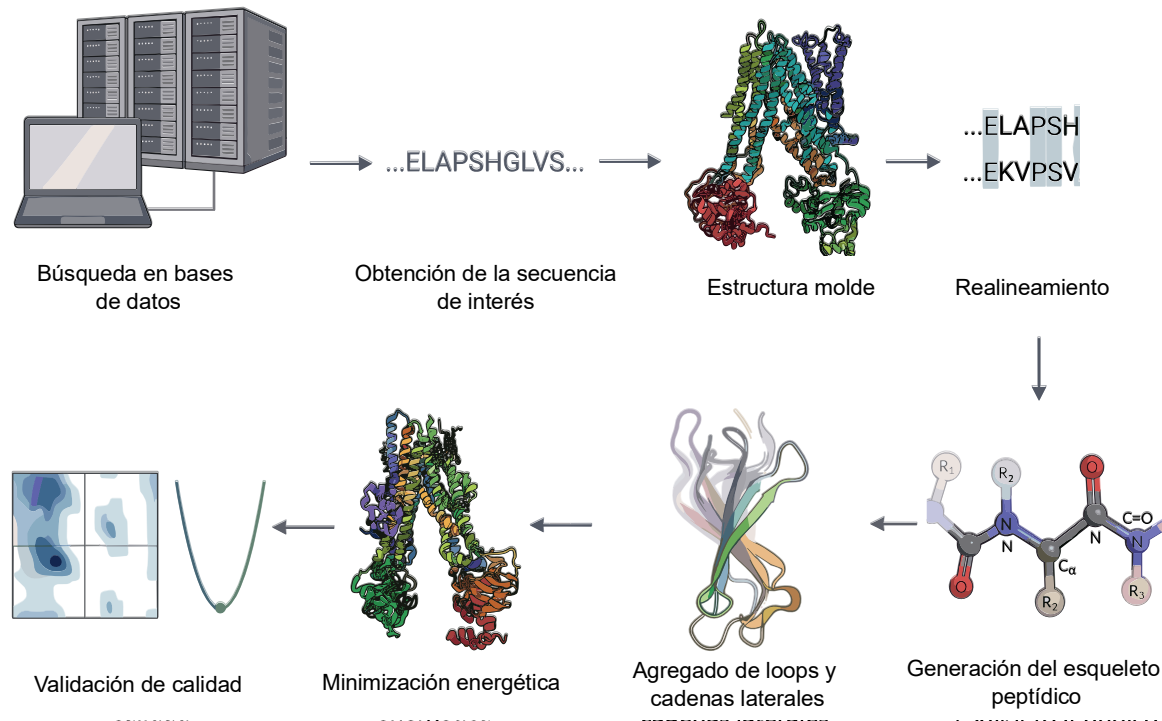 ...ELAPSHGLVS...
...ELAPSH
...EKVPSV
Búsqueda en bases
de datos
Obtención de la secuencia
de interés
Estructura molde
Realineamiento
R₁
R₂
O
C=O
N
N
N
N
Cα
O
R₂
R₃
Validación de calidad
Minimización energética
Agregado de loops y
cadenas laterales
Generación del esqueleto
peptídico